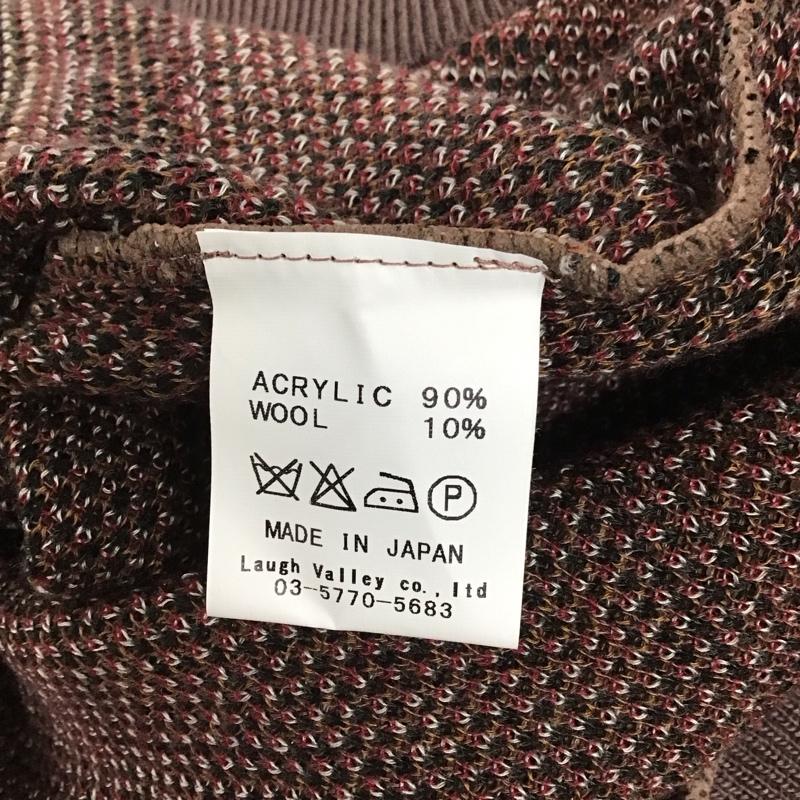 ACRYLIC 90%
WOOL 10%
P
MADE IN JAPAN
Laugh Valley co., ltd
03-5770-5683